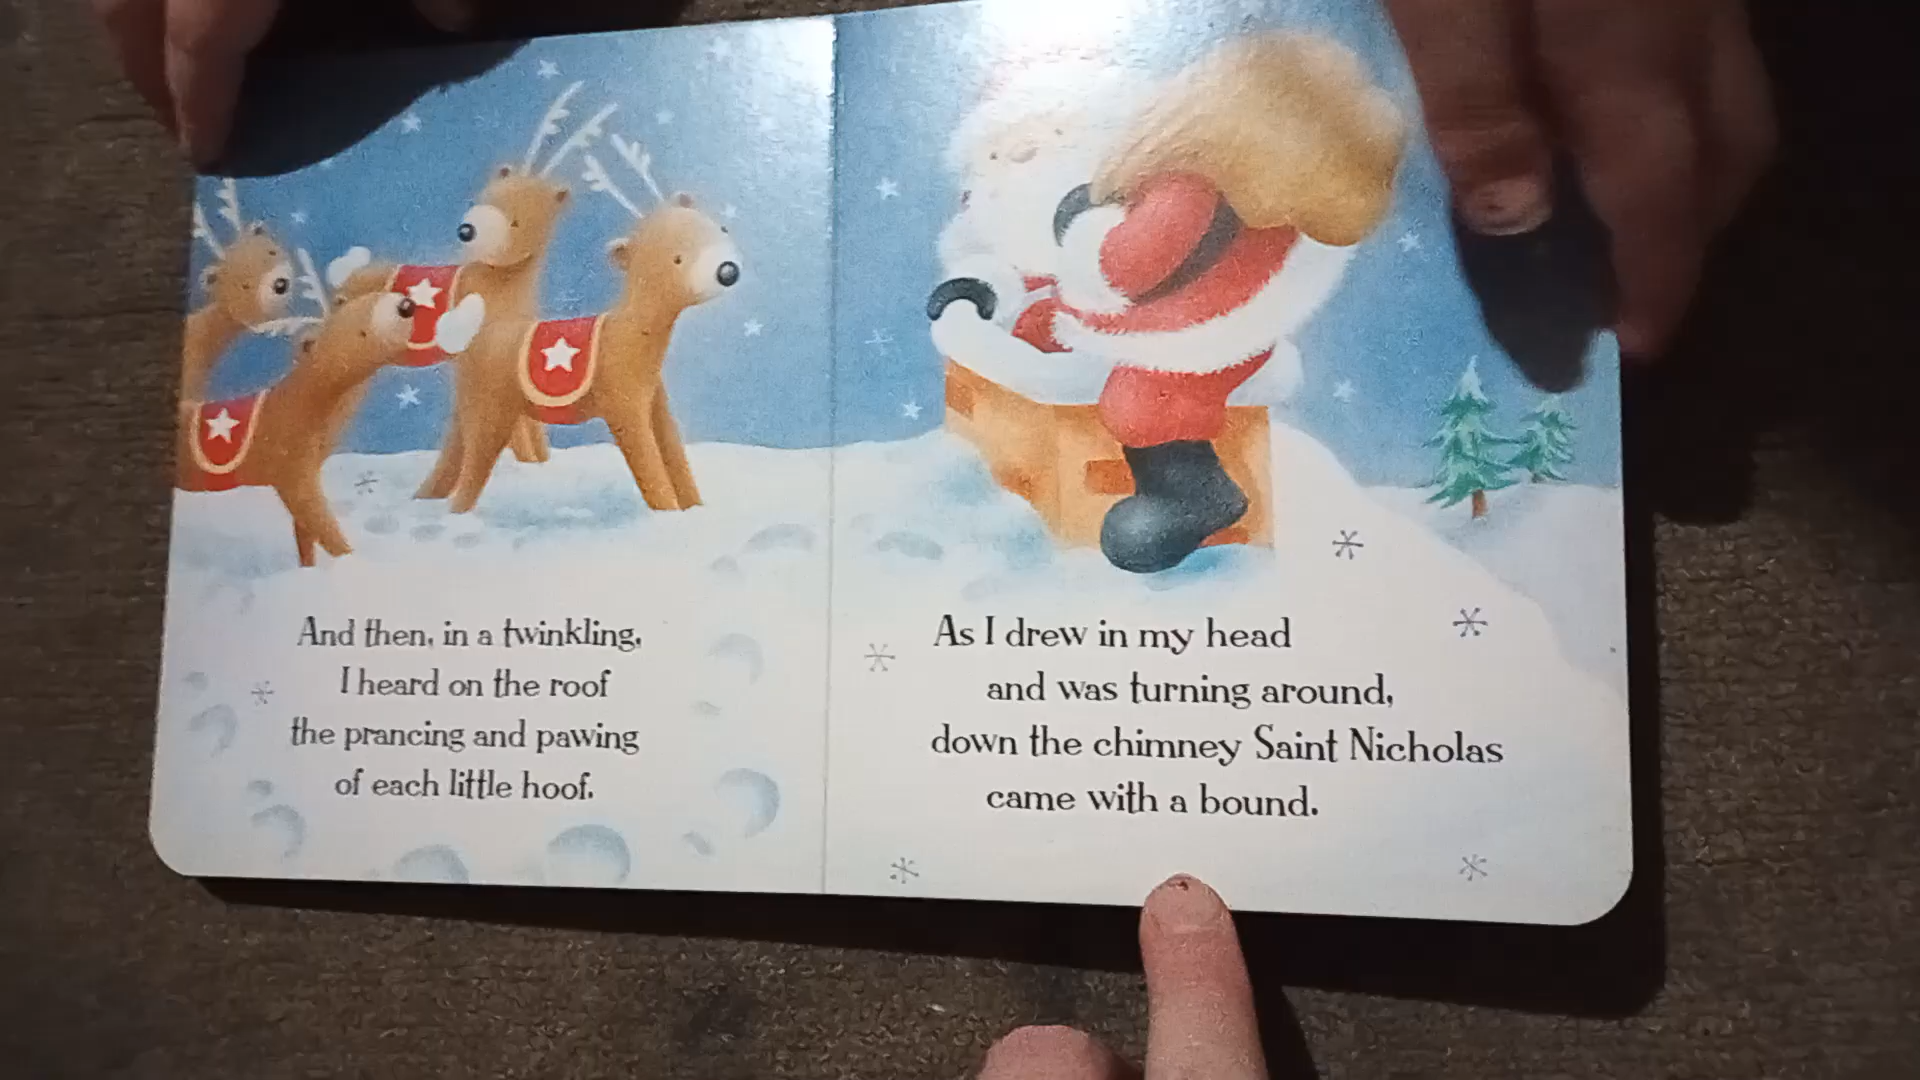 And then, in a twinkling,
I heard on the roof
the prancing and pawing
of each little hoof.
As I drew in my head
and was turning around,
down the chimney Saint Nicholas
came with a bound.